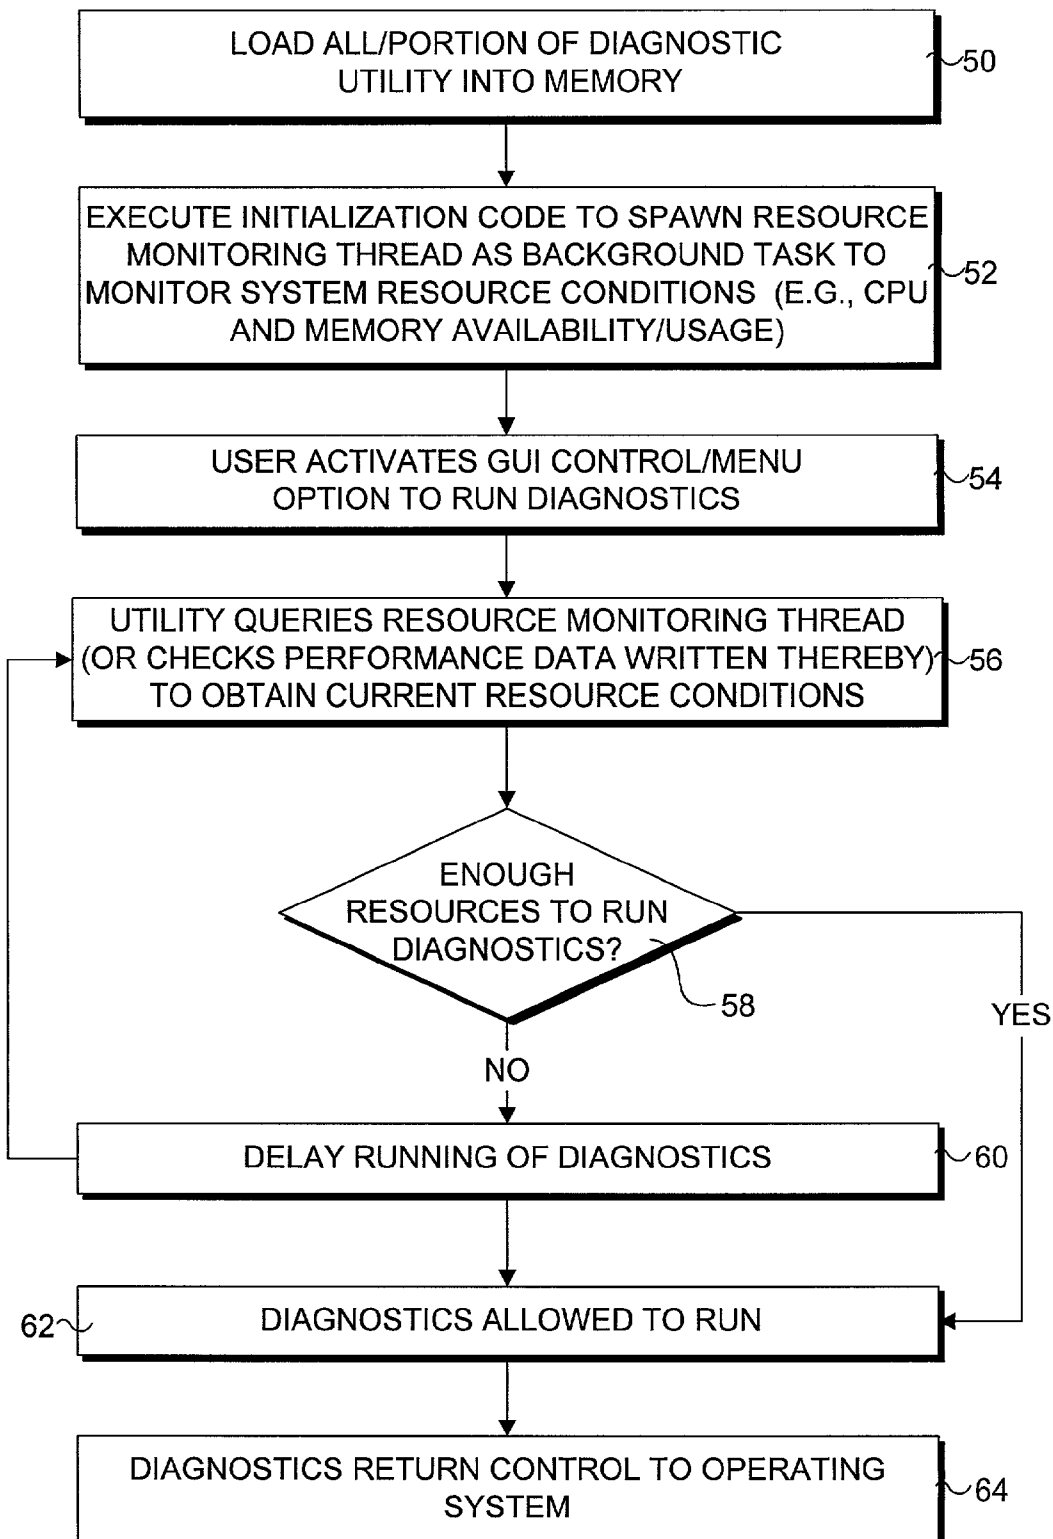 LOAD ALL/PORTION OF DIAGNOSTIC
UTILITY INTO MEMORY
50
EXECUTE INITIALIZATION CODE TO SPAWN RESOURCE
MONITORING THREAD AS BACKGROUND TASK TO
MONITOR SYSTEM RESOURCE CONDITIONS (E.G., CPU
AND MEMORY AVAILABILITY/USAGE)
52
USER ACTIVATES GUI CONTROL/MENU
OPTION TO RUN DIAGNOSTICS
54
UTILITY QUERIES RESOURCE MONITORING THREAD
(OR CHECKS PERFORMANCE DATA WRITTEN THEREBY)
TO OBTAIN CURRENT RESOURCE CONDITIONS
56
ENOUGH
RESOURCES TO RUN
DIAGNOSTICS?
58
YES
NO
DELAY RUNNING OF DIAGNOSTICS
60
62
DIAGNOSTICS ALLOWED TO RUN
DIAGNOSTICS RETURN CONTROL TO OPERATING
SYSTEM
64